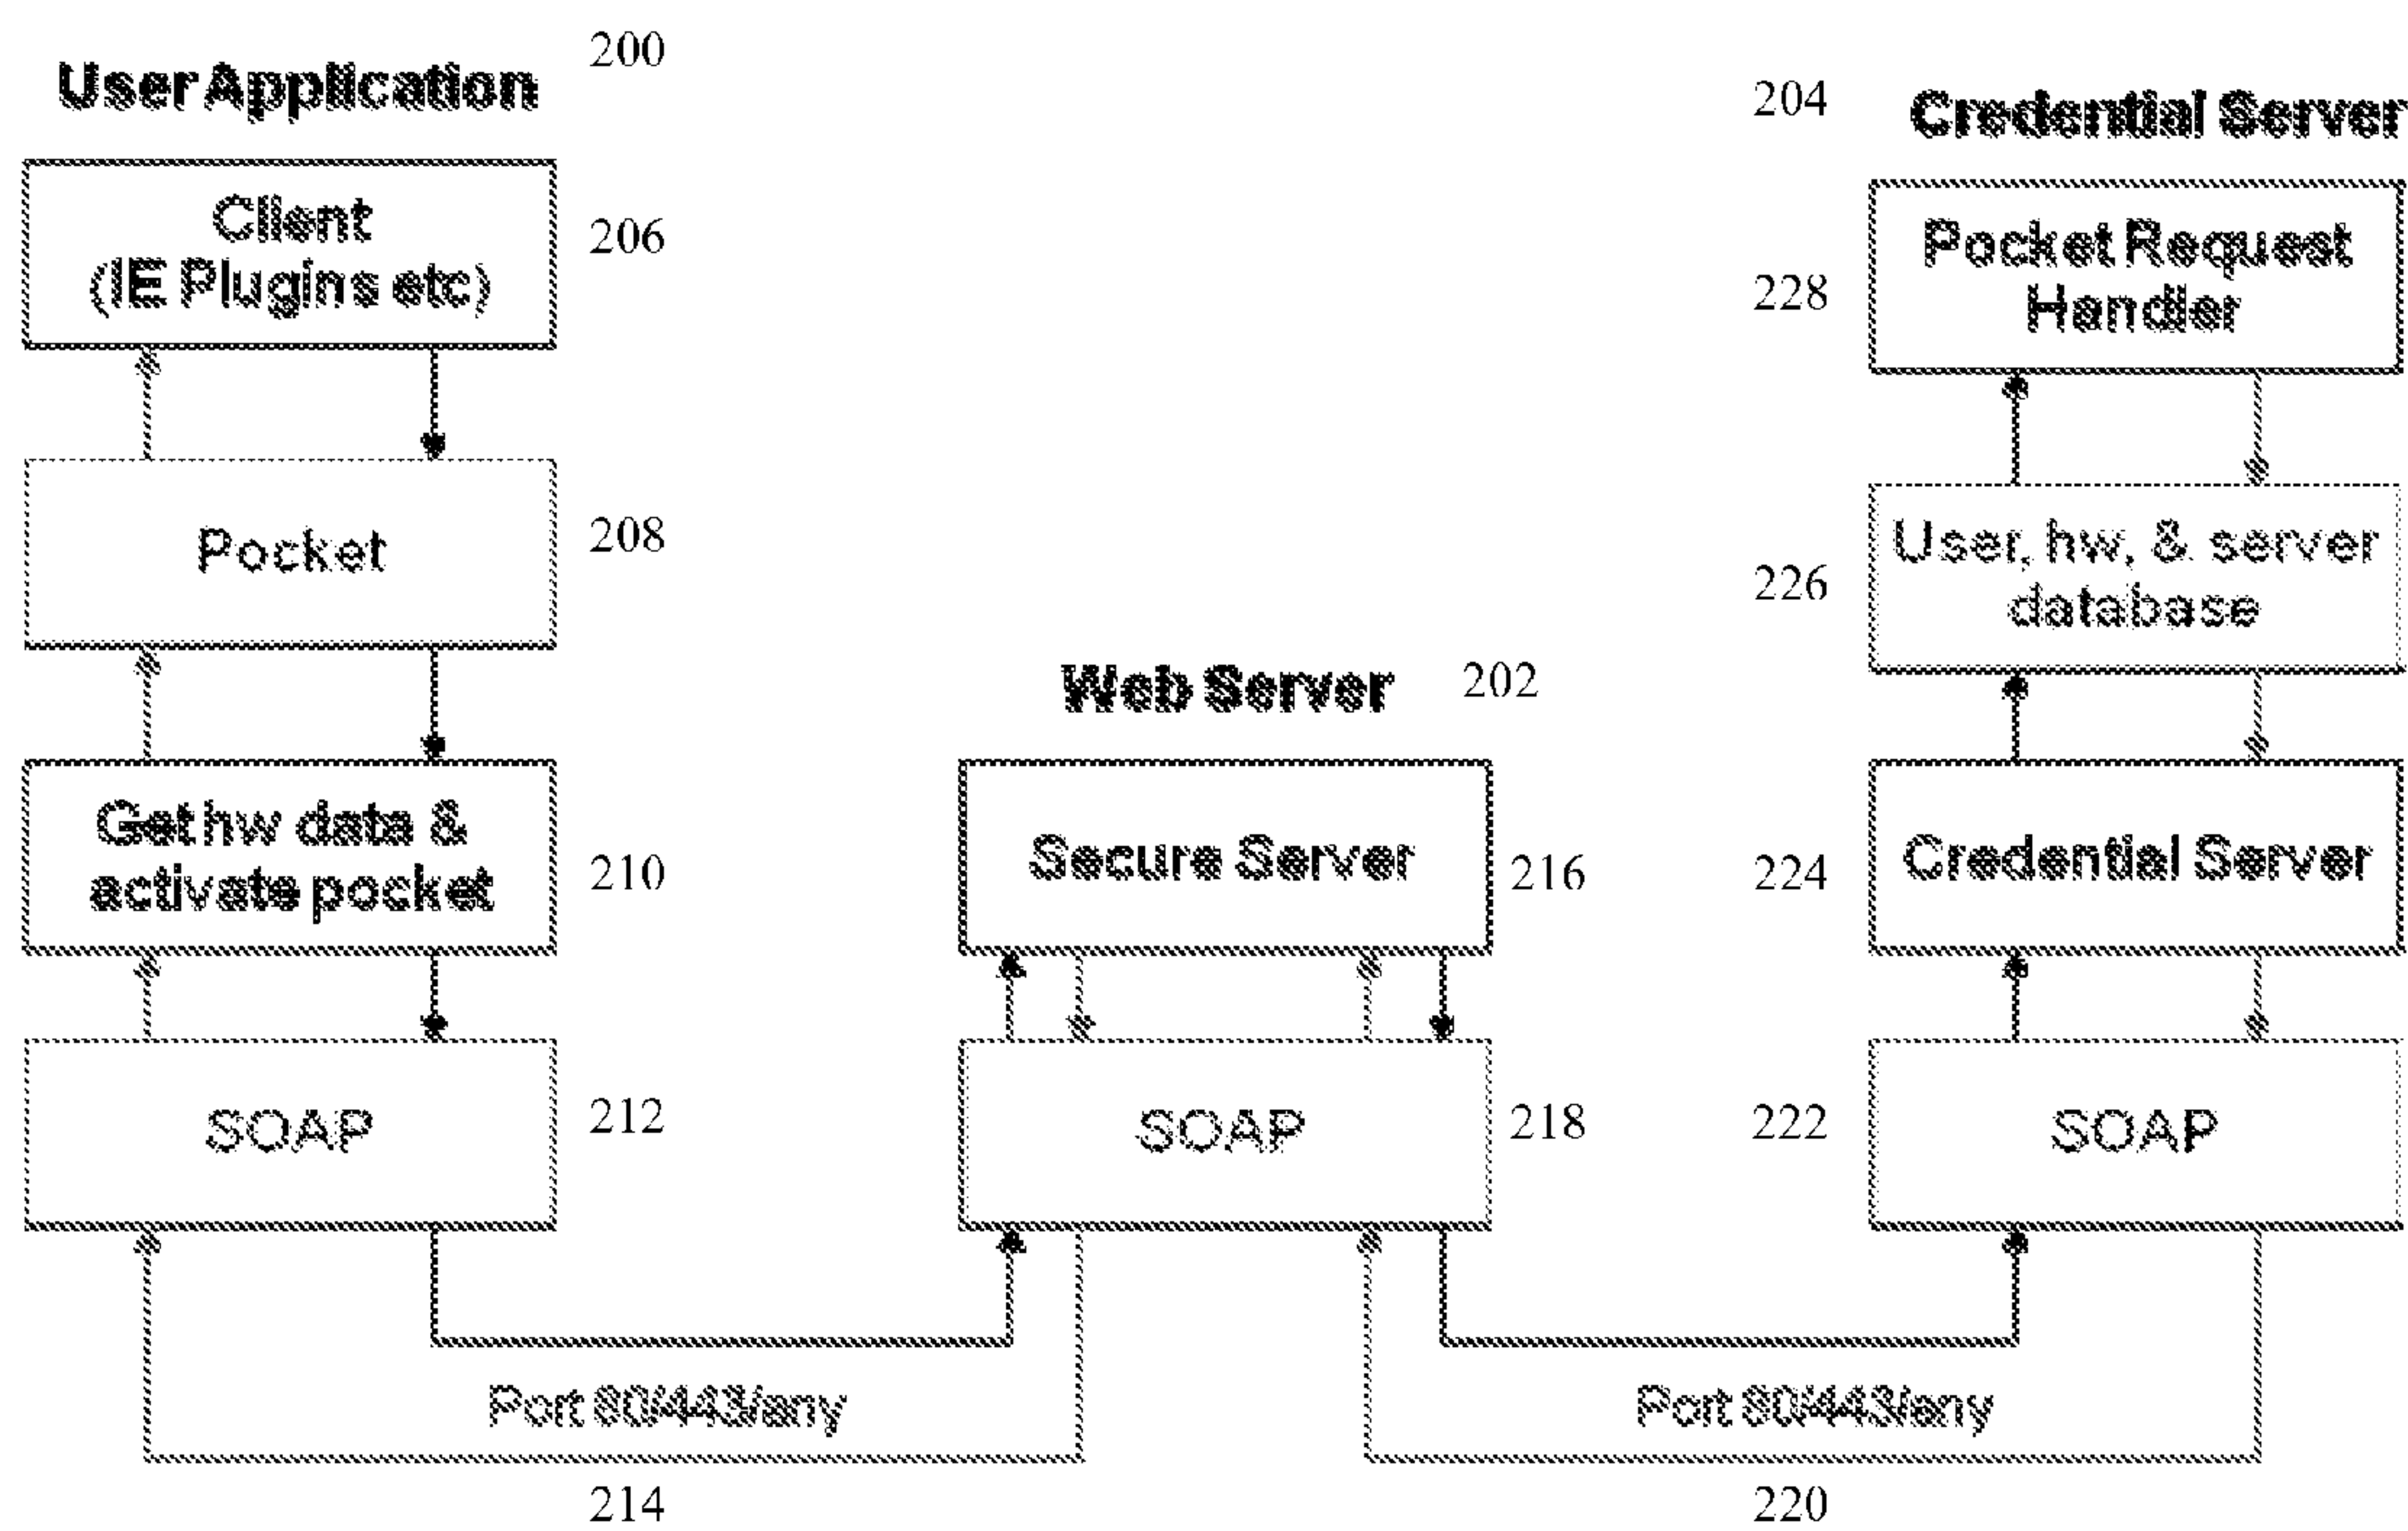 User Application 200
Client
(IE Plugins etc)
206
Pocket
208
Get hw data &
activate pocket
210
SOAP
212
Port 80/443/any
214
Web Server 202
Secure Server
216
SOAP
218
Port 80/443/any
220
204 Credential Server
Pocket Request
Handler
228
User, hw, & server
database
226
Credential Server
224
SOAP
222